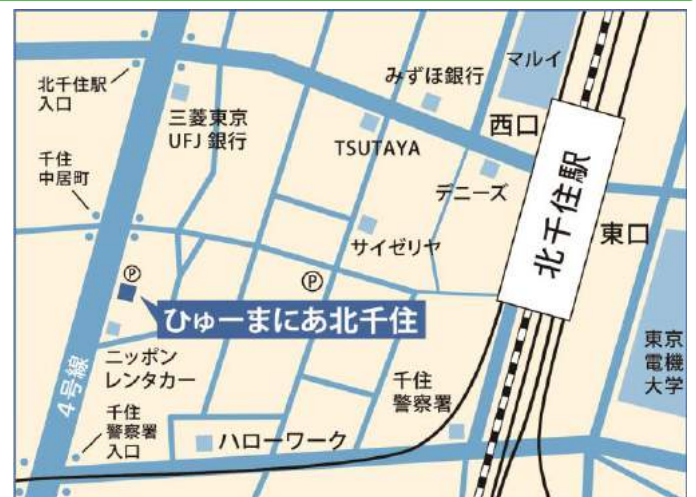 マルイ
みずほ銀行
北千住駅
入口
三菱東京
UFJ 銀行
西口
TSUTAYA
千住
中居町
デニーズ
北千住駅
東口
サイゼリヤ
P
P
ひゅーまにあ北千住
ニッポン
レンタカー
東京
電機
大学
4号線
千住
警察署
千住
警察署
入口
ハローワーク